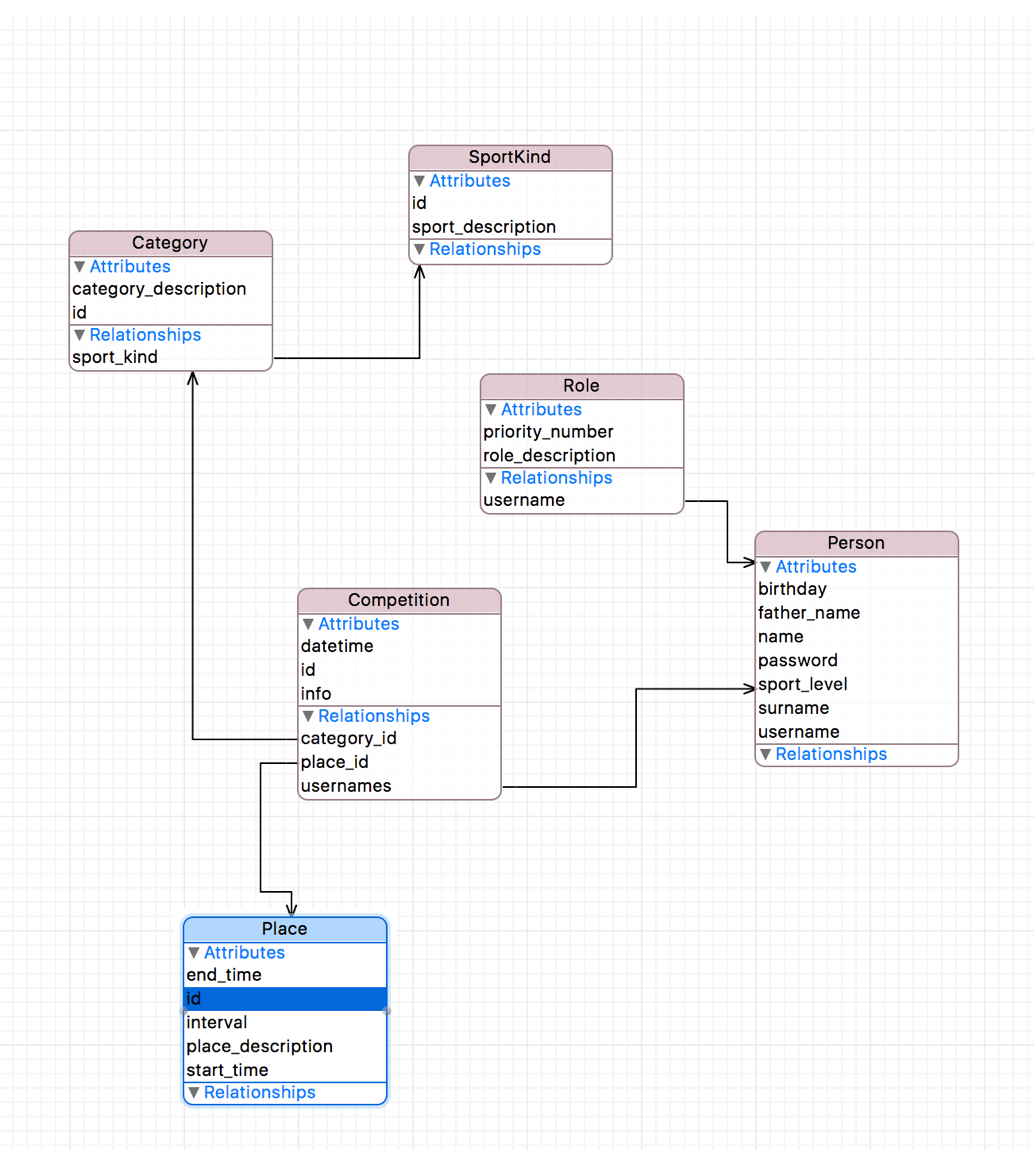 SportKind
Attributes
id
sport_description
Relationships
Category
Attributes
category_description
id
Relationships
sport_kind
Role
Attributes
priority_number
role_description
Relationships
username
Person
Attributes
birthday
father_name
name
password
sport_level
surname
username
Relationships
Competition
Attributes
datetime
id
info
Relationships
category_id
place_id
usernames
Place
Attributes
end_time
id
interval
place_description
start_time
Relationships